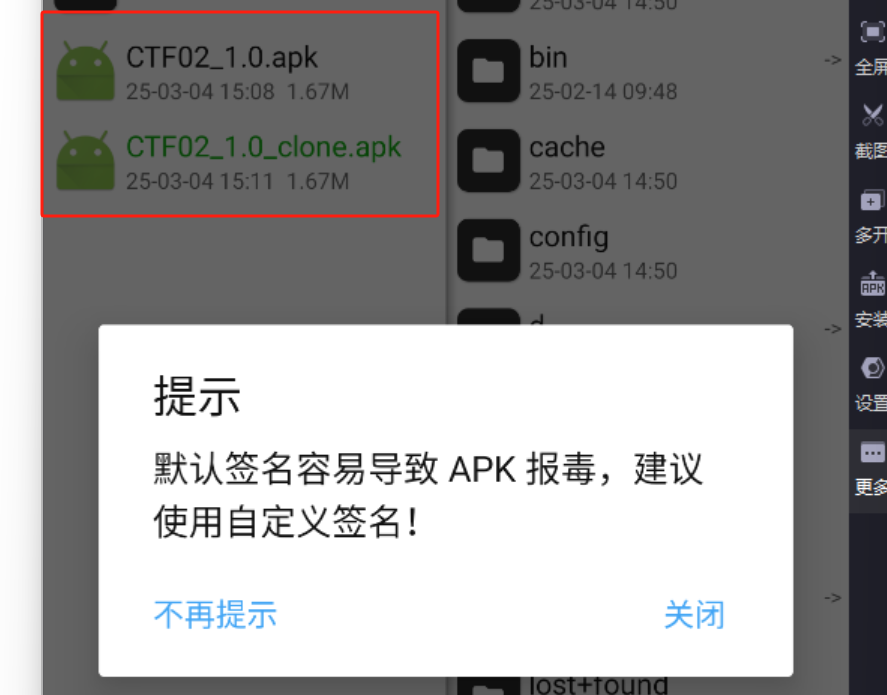 25-03-04 14:50
CTF02_1.0.apk
25-03-04 15:08 1.67M
CTF02_1.0_clone.apk
25-03-04 15:11 1.67M
bin
->
25-02-14 09:48
cache
25-03-04 14:50
config
25-03-04 14:50
d
->
提示
默认签名容易导致 APK 报毒，建议
使用自定义签名！
不再提示
关闭
->
lost+found
全屏
截图
多开
APK
安装
设置
更多